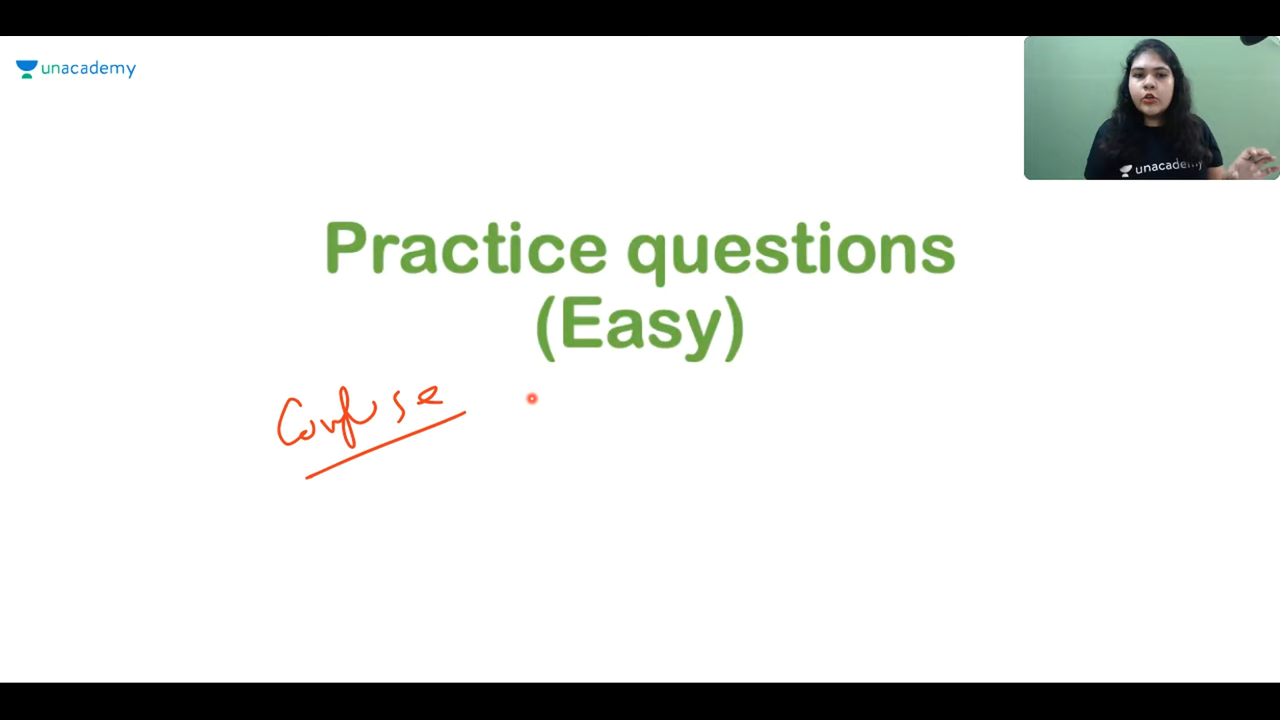 unacademy
unacademy
Practice questions
(Easy)
Confuse